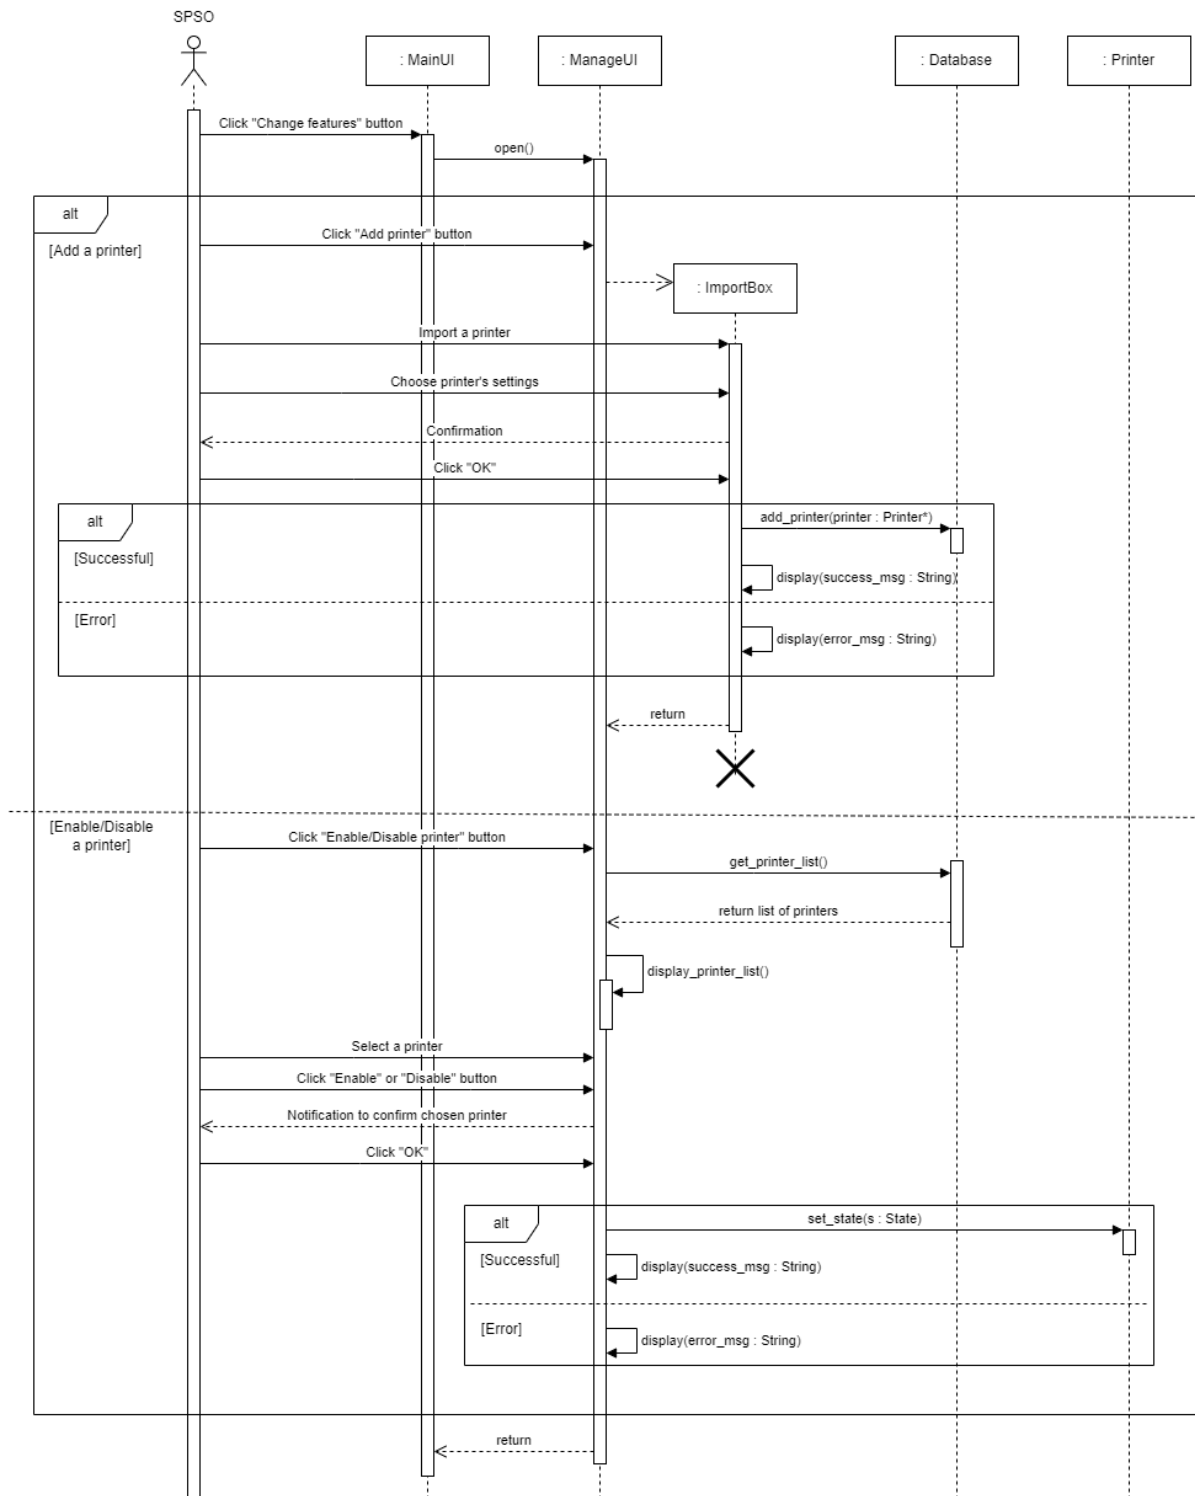 SPSO
: MainUI
: ManageUI
: Database
: Printer
Click "Change features" button
open()
alt
[Add a printer]
Click "Add printer" button
: ImportBox
Import a printer
Choose printer's settings
Confirmation
Click "OK"
alt
add_printer(printer : Printer*)
[Successful]
display(success_msg : String)
[Error]
display(error_msg : String)
return
[Enable/Disable
a printer]
Click "Enable/Disable printer" button
get_printer_list()
return list of printers
display_printer_list()
Select a printer
Click "Enable" or "Disable" button
Notification to confirm chosen printer
Click "OK"
alt
set_state(s : State)
[Successful]
display(success_msg : String)
[Error]
display(error_msg : String)
return